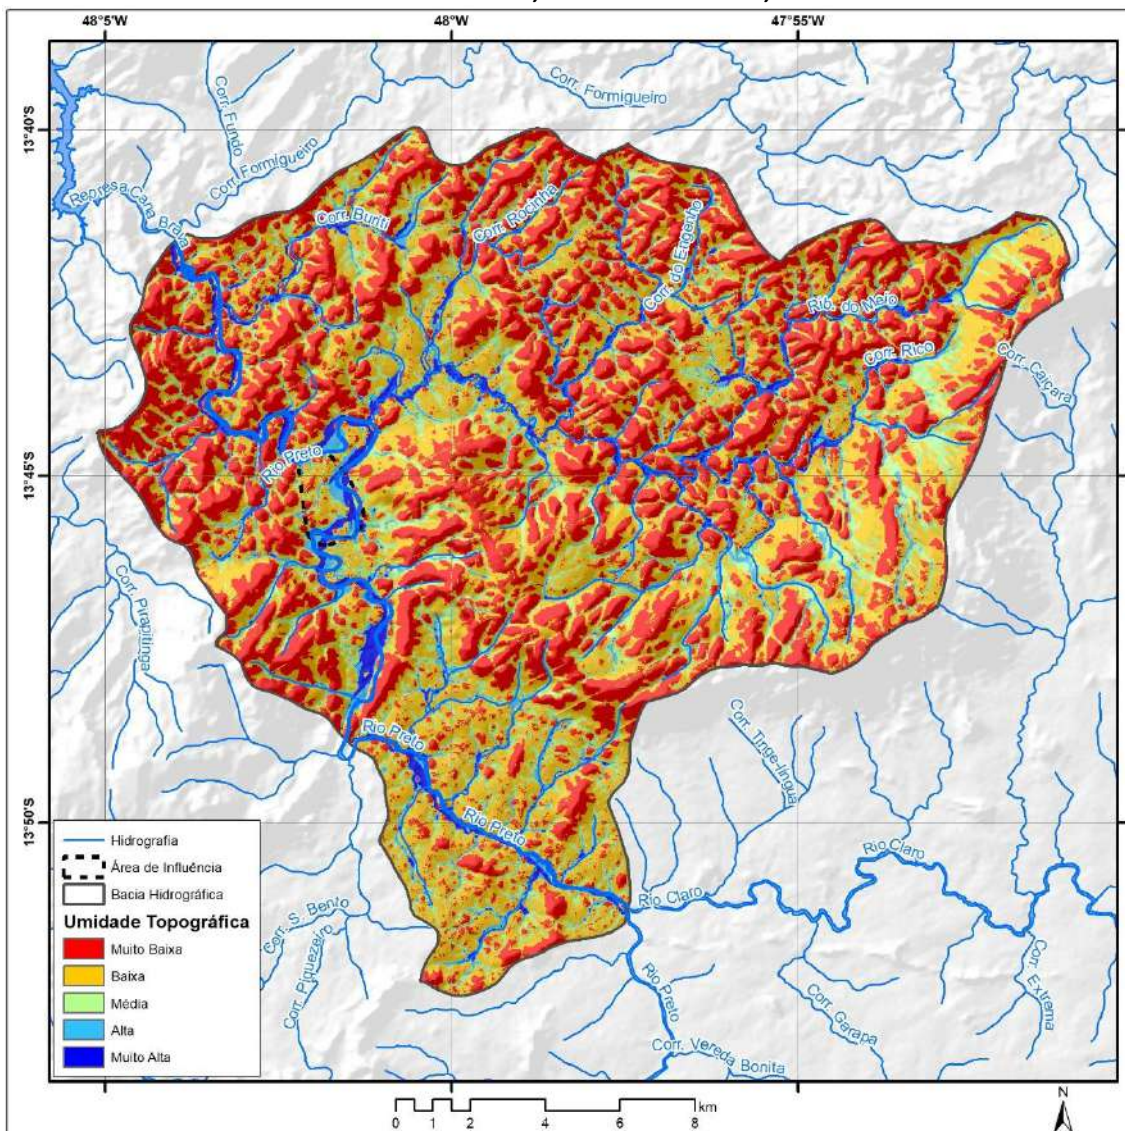 48°5'W
48°W
47°55'W
13°40'S
13°45'S
13°50'S
Corr. Fundo
Corr. Formigueiro
Corr. Formigueiro
Represa Cana Brava
Corr. Buriti
Corr. Rocinha
Corr. do Engenho
Rib. do Meio
Corr. Rico
Corr. Caiçara
Rio Preto
Corr. Pirapitinga
Rio Preto
Rio Preto
Corr. Tinge-língua
Rio Claro
Rio Claro
Corr. S. Bento
Corr. Piquezeiro
Rio Preto
Corr. Garapa
Corr. Extrema
Corr. Vereda Bonita
Hidrografia
Área de Influência
Bacia Hidrográfica
Umidade Topográfica
Muito Baixa
Baixa
Média
Alta
Muito Alta
km
0 1 2 4 6 8
N